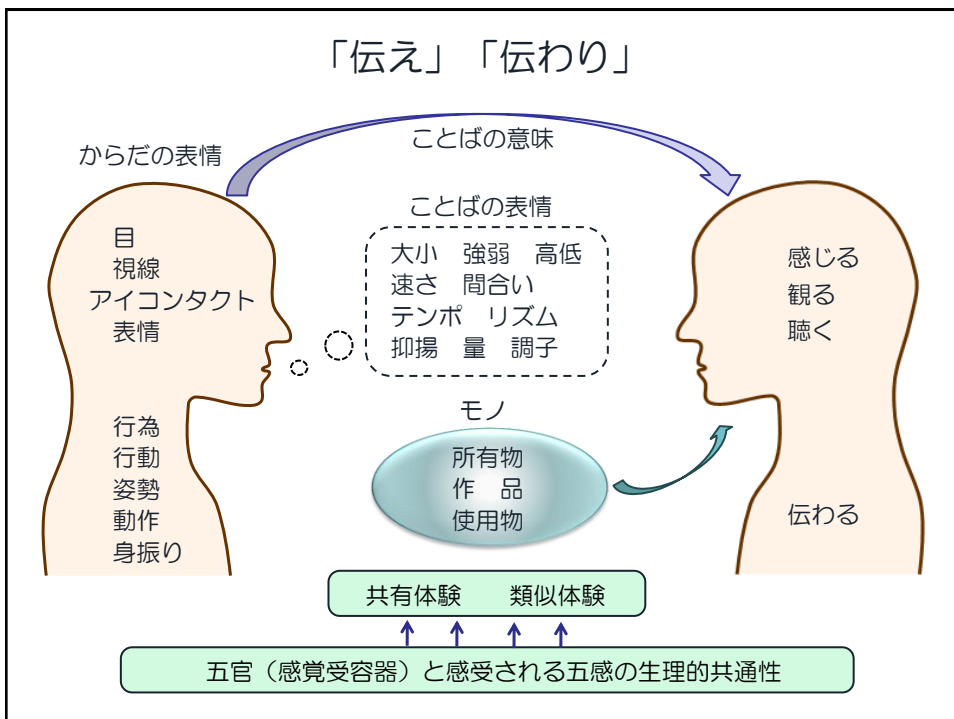 「伝え」「伝わり」
ことばの意味
からだの表情
目
視線
アイコンタクト
表情
行為
行動
姿勢
動作
身振り
ことばの表情
大小　強弱　高低
速さ　間合い
テンポ　リズム
抑揚　量　調子
モノ
所有物
作　品
使用物
感じる
観る
聴く
伝わる
共有体験　　類似体験
五官（感覚受容器）と感受される五感の生理的共通性